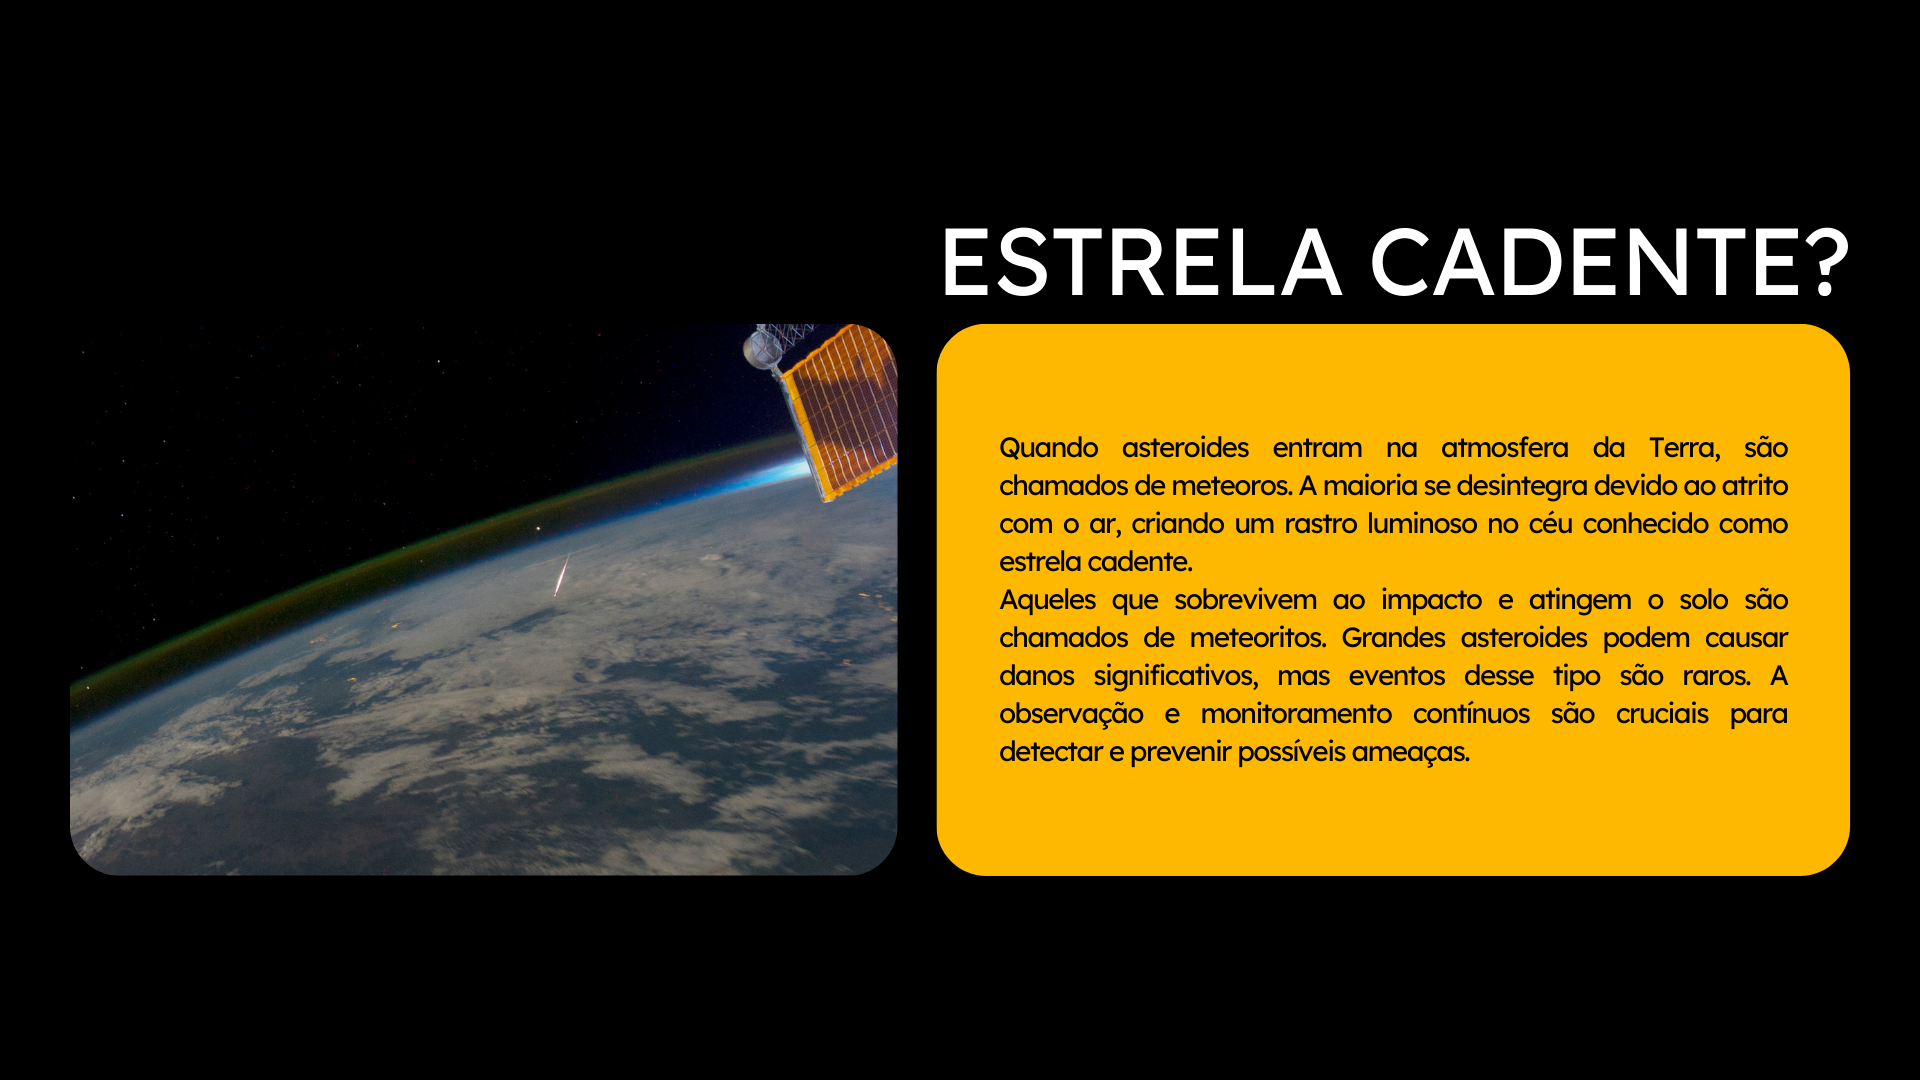 ESTRELA CADENTE?
Quando asteroides entram na atmosfera da Terra, são
chamados de meteoros. A maioria se desintegra devido ao atrito
com o ar, criando um rastro luminoso no céu conhecido como
estrela cadente.
Aqueles que sobrevivem ao impacto e atingem o solo são
chamados de meteoritos. Grandes asteroides podem causar
danos significativos, mas eventos desse tipo são raros. A
observação e monitoramento contínuos são cruciais para
detectar e prevenir possíveis ameaças.